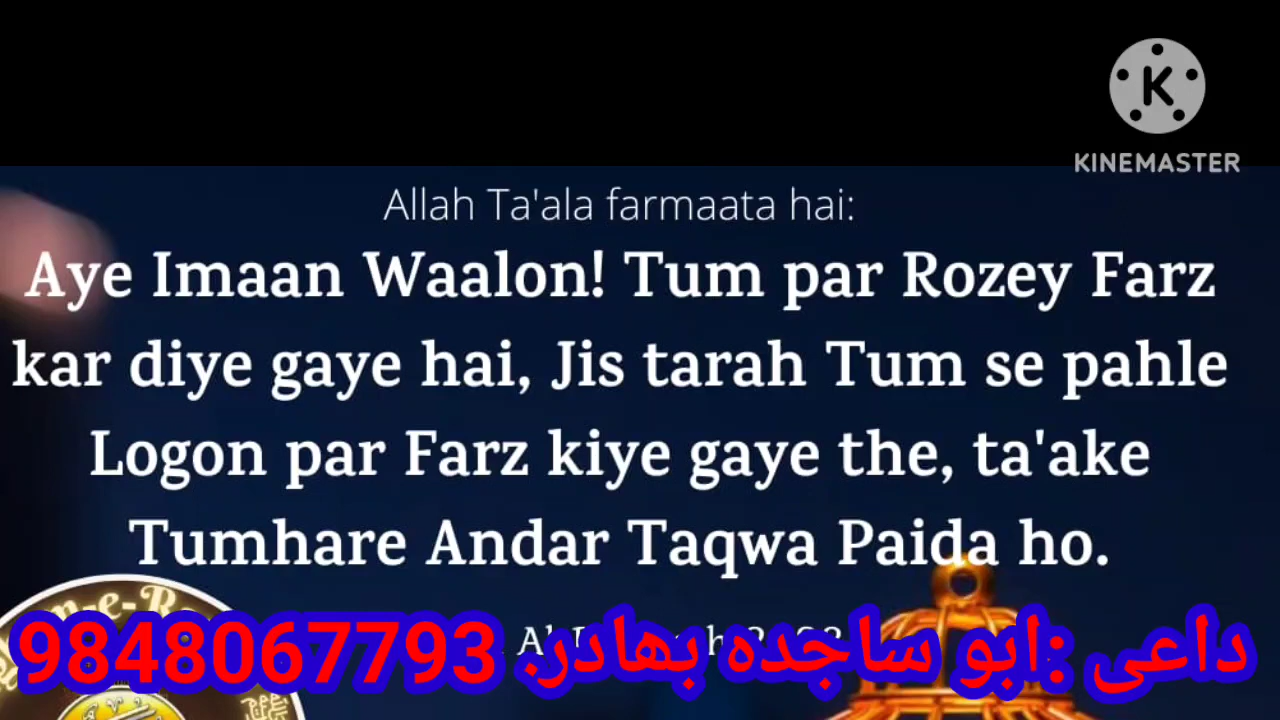 KINEMASTER
Allah Ta'ala farmaata hai:
Aye Imaan Waalon! Tum par Rozey Farz
kar diye gaye hai, Jis tarah Tum se pahle
Logon par Farz kiye gaye the, ta'ake
Tumhare Andar Taqwa Paida ho.
داعی :ابو ساجدہ بھادر. 9848067793